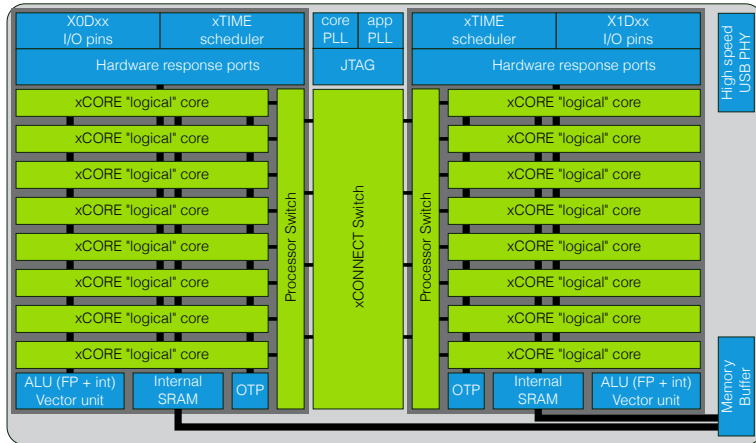 X0Dxx
I/O pins
xTIME
scheduler
core
PLL
app
PLL
xTIME
scheduler
X1Dxx
I/O pins
High speed
USB PHY
Hardware response ports
JTAG
Hardware response ports
xCORE "logical" core
xCORE "logical" core
xCORE "logical" core
xCORE "logical" core
xCORE "logical" core
xCORE "logical" core
xCORE "logical" core
xCORE "logical" core
Processor Switch
xCONNECT Switch
Processor Switch
xCORE "logical" core
xCORE "logical" core
xCORE "logical" core
xCORE "logical" core
xCORE "logical" core
xCORE "logical" core
xCORE "logical" core
xCORE "logical" core
ALU (FP + int)
Vector unit
Internal
SRAM
OTP
OTP
Internal
SRAM
ALU (FP + int)
Vector unit
Memory
Buffer